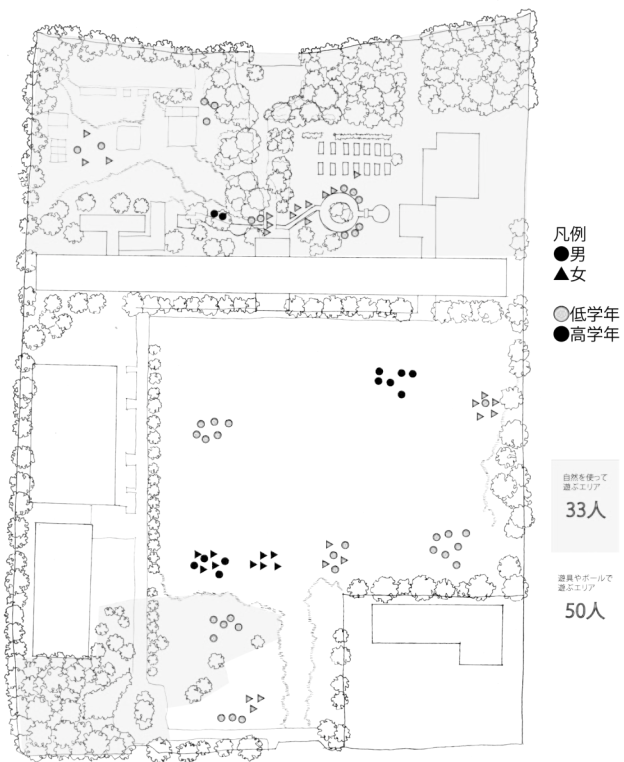 凡例
●男
▲女
●低学年
●高学年
自然を使って
遊ぶエリア
33人
遊具やボールで
遊ぶエリア
50人